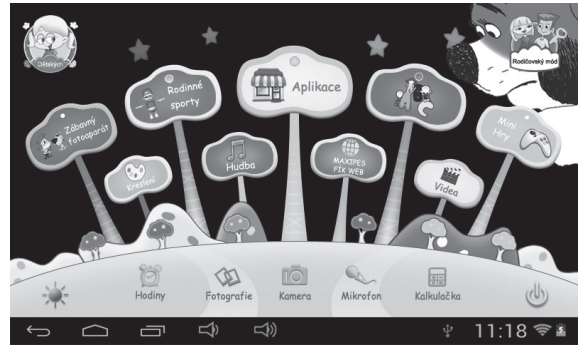 Dětských
Rodičovský mód
Rodinné
sporty
Aplikace
Zábavný
fotoaparát
Mini
Hry
Kreslení
Hudba
MAXIPES
FÍK WEB
Videa
Hodiny
Fotografie
Kamera
Mikrofon
Kalkulačka
11:18